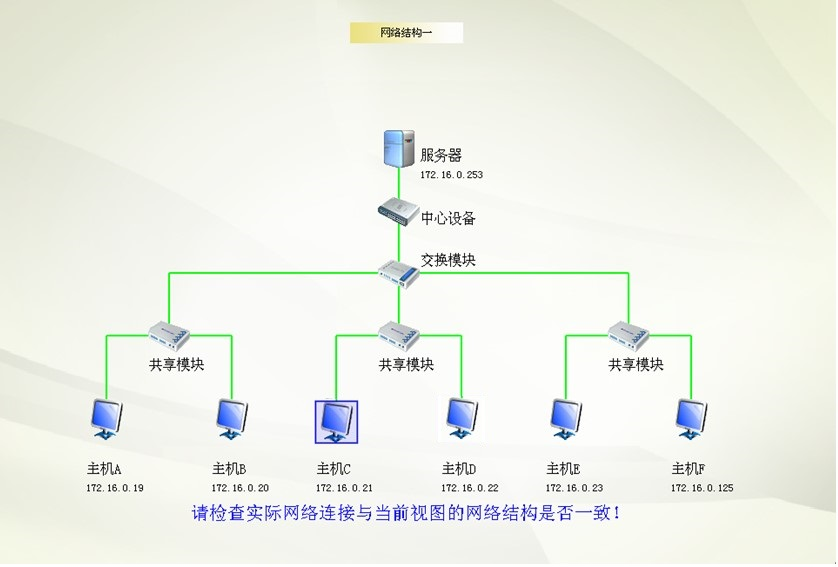 网络结构一
服务器
172.16.0.253
中心设备
交换模块
共享模块
共享模块
共享模块
主机A
主机B
主机C
主机D
主机E
主机F
172.16.0.19
172.16.0.20
172.16.0.21
172.16.0.22
172.16.0.23
172.16.0.125
请检查实际网络连接与当前视图的网络结构是否一致!